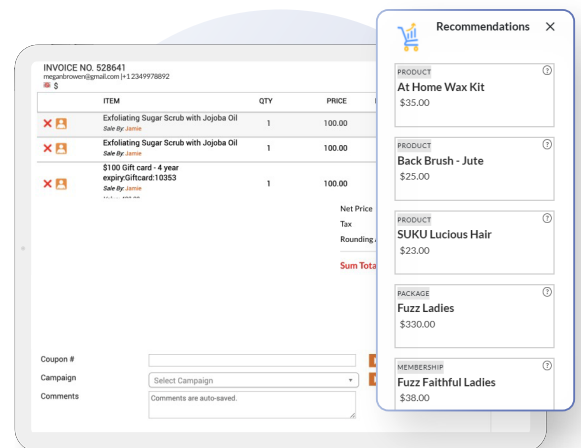 Recommendations ×
INVOICE NO. 528641
meganbrowen@gmail.com |+1 2349978892
$
ITEM QTY PRICE
Exfoliating Sugar Scrub with Jojoba Oil 1 100.00
Sale By: Jamie
Exfoliating Sugar Scrub with Jojoba Oil 1 100.00
Sale By: Jamie
$100 Gift card - 4 year
expiry:Giftcard:10353 1 100.00
Sale By: Jamie
Net Price
Tax
Rounding
Sum Tota
Coupon #
Campaign Select Campaign
Comments Comments are auto-saved.
PRODUCT
At Home Wax Kit
$35.00
PRODUCT
Back Brush - Jute
$25.00
PRODUCT
SUKU Lucious Hair
$23.00
PACKAGE
Fuzz Ladies
$330.00
MEMBERSHIP
Fuzz Faithful Ladies
$38.00